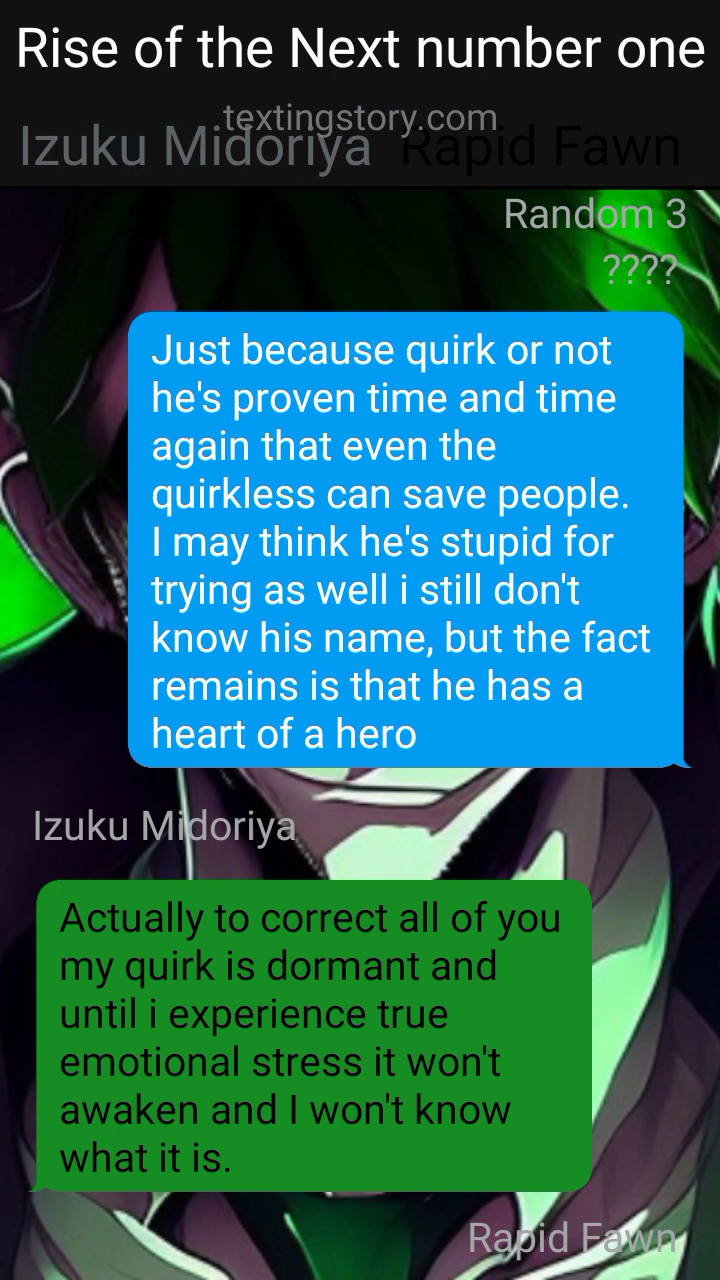 Rise of the Next number one
textingstory.com
Izuku Midoriya Rapid Fawn
Random 3
????
Just because quirk or not
he's proven time and time
again that even the
quirkless can save people.
I may think he's stupid for
trying as well i still don't
know his name, but the fact
remains is that he has a
heart of a hero
Izuku Midoriya
Actually to correct all of you
my quirk is dormant and
until i experience true
emotional stress it won't
awaken and I won't know
what it is.
Rapid Fawn